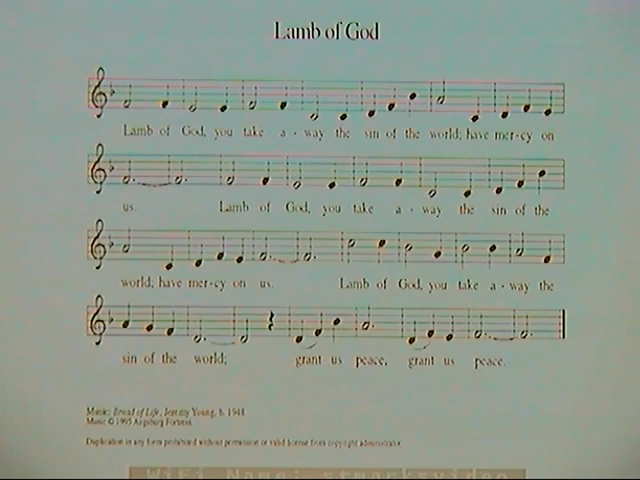 Lamb of God
Lamb of God, you take a - way the sin of the world; have mer - cy on
us. Lamb of God, you take a - way the sin of the
world; have mer - cy on us. Lamb of God, you take a - way the
sin of the world; grant us peace, grant us peace.
Music: Bread of Life, Jeremy Young, b. 1948
Music © 1995 Augsburg Fortress.
Duplication in any form prohibited without permission or valid license from copyright administrator.
WiFi Name: stmarksvideo